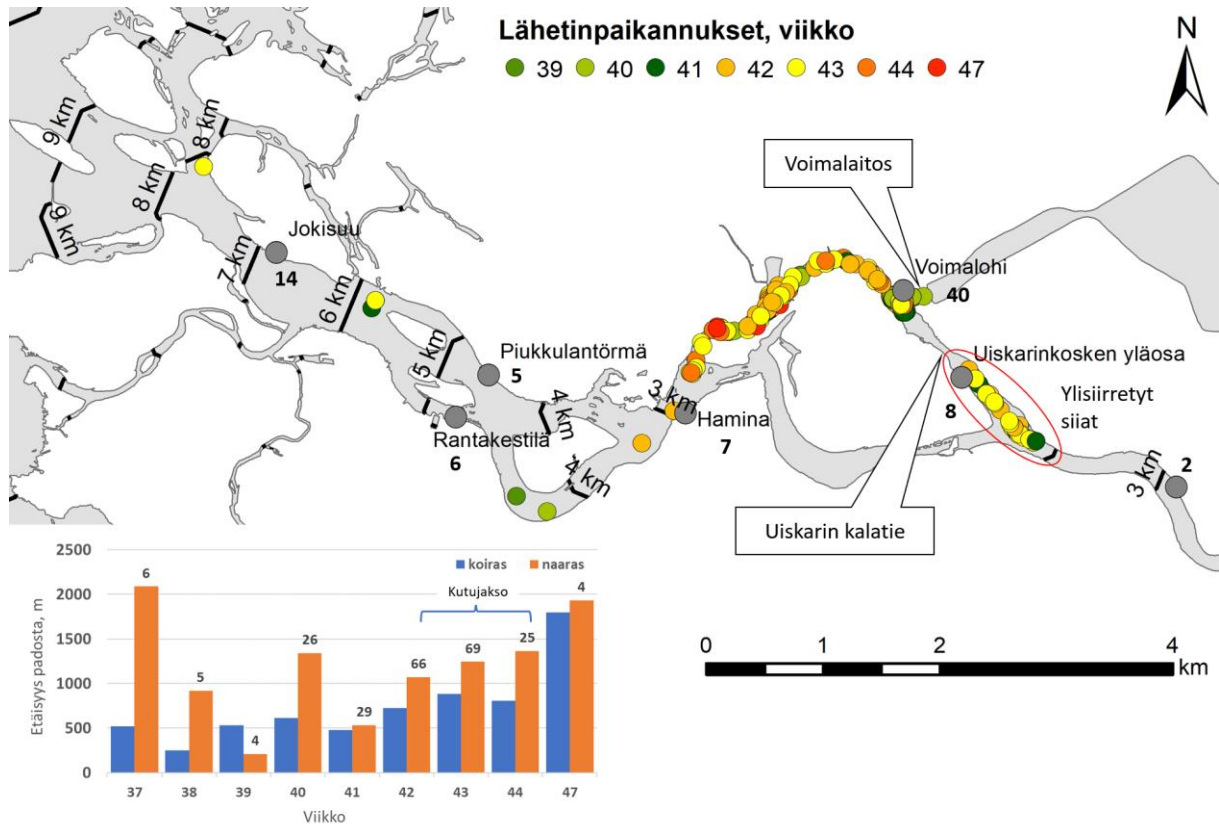 Lähetinpaikannukset, viikko
39 40 41 42 43 44 47
N
9 km
8 km
8 km
9 km
Voimalaitos
Jokisuu
14
7 km
6 km
Voimalohi
40
5 km
Piukkulantörmä
5
Uiskarinkosken yläosa
8
Ylisiirretyt
siiat
4 km
3 km
Hamina
7
Rantakestilä
6
4 km
2
3 km
Uiskarin kalatie
2500
2000
1500
1000
500
0
Etäisyys padosta, m
koiras naaras
Kutujakso
6
5
4
26
29
66
69
25
4
37 38 39 40 41 42 43 44 47
Viikko
0 1 2 4
km